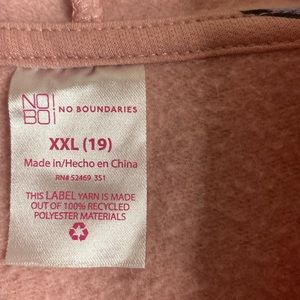 NO!
BO!
NO BOUNDARIES
XXL (19)
Made in/Hecho en China
RN# 52469 351
THIS LABEL YARN IS MADE
OUT OF 100% RECYCLED
POLYESTER MATERIALS